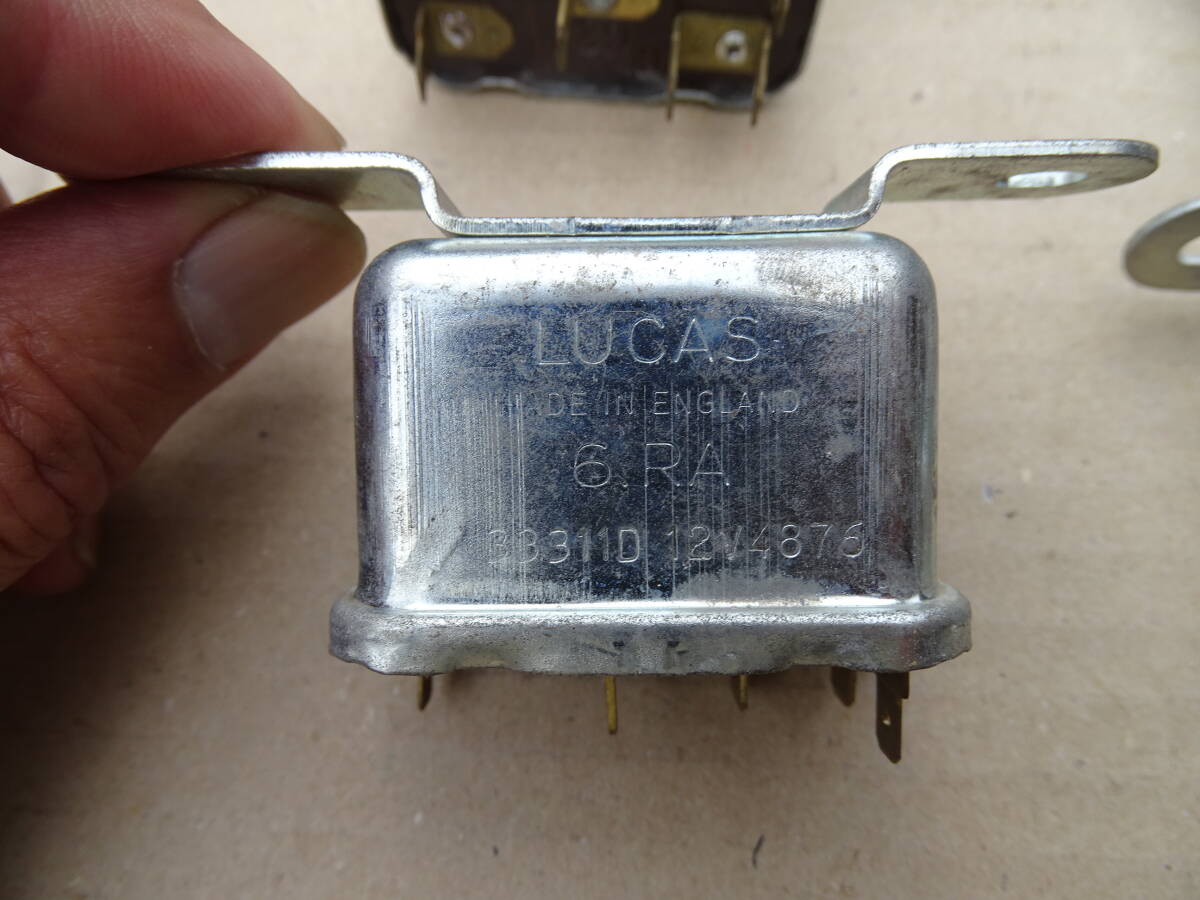 LUCAS
MADE IN ENGLAND
6.RA
33311D 12V4876